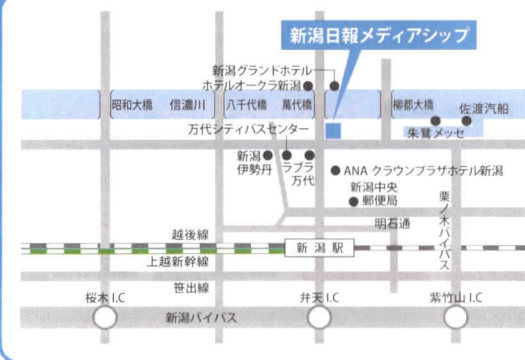 新潟日報メディアシップ
新潟グランドホテル
ホテルオークラ新潟
昭和大橋
信濃川
八千代橋
萬代橋
柳都大橋
佐渡汽船
朱鷺メッセ
万代シティバスセンター
新潟
伊勢丹
ラブラ
万代
ANA クラウンプラザホテル新潟
新潟中央
郵便局
明石通
栗ノ木バイパス
越後線
新潟駅
上越新幹線
笹出線
桜木 I.C
弁天 I.C
紫竹山 I.C
新潟バイパス